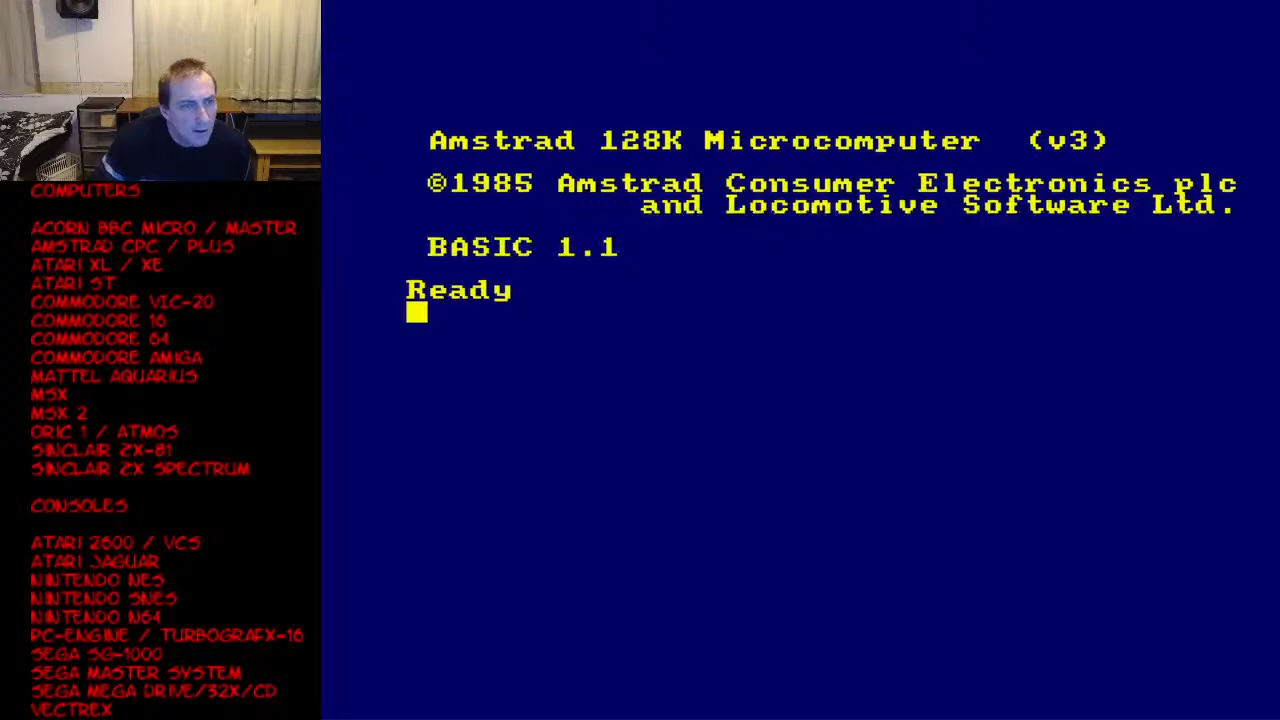 Amstrad 128K Microcomputer (v3)
©1985 Amstrad Consumer Electronics plc
and Locomotive Software Ltd.
BASIC 1.1
Ready
COMPUTERS
ACORN BBC MICRO / MASTER
AMSTRAD CPC / PLUS
ATARI XL / XE
ATARI ST
COMMODORE VIC-20
COMMODORE 16
COMMODORE 64
COMMODORE AMIGA
MATTEL AQUARIUS
MSX
MSX 2
ORIC 1 / ATMOS
SINCLAIR ZX-81
SINCLAIR ZX SPECTRUM
CONSOLES
ATARI 2600 / VCS
ATARI JAGUAR
NINTENDO NES
NINTENDO SNES
NINTENDO N64
PC-ENGINE / TURBOGRAFX-16
SEGA SG-1000
SEGA MASTER SYSTEM
SEGA MEGA DRIVE/32X/CD
VECTREX